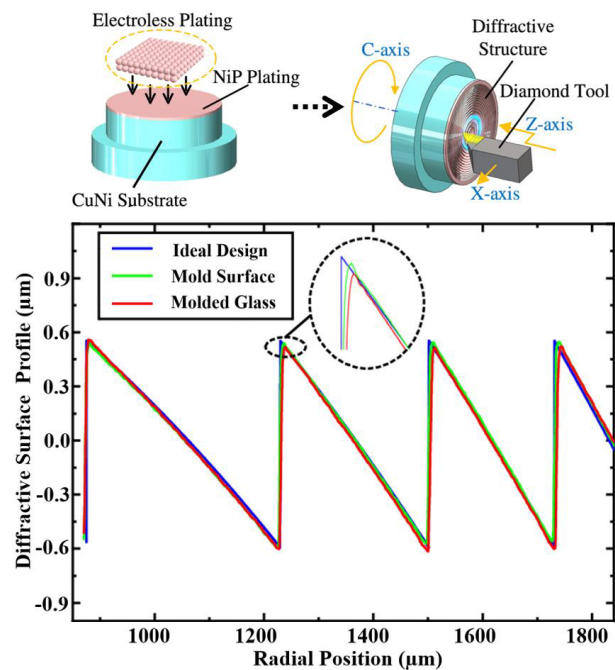 Electroless Plating
NiP Plating
CuNi Substrate
C-axis
Diffractive
Structure
Diamond Tool
Z-axis
X-axis
Ideal Design
Mold Surface
Molded Glass
Diffractive Surface Profile (µm)
0.9
0.6
0.3
0.0
-0.3
-0.6
-0.9
1000
1200
1400
1600
1800
Radial Position (µm)